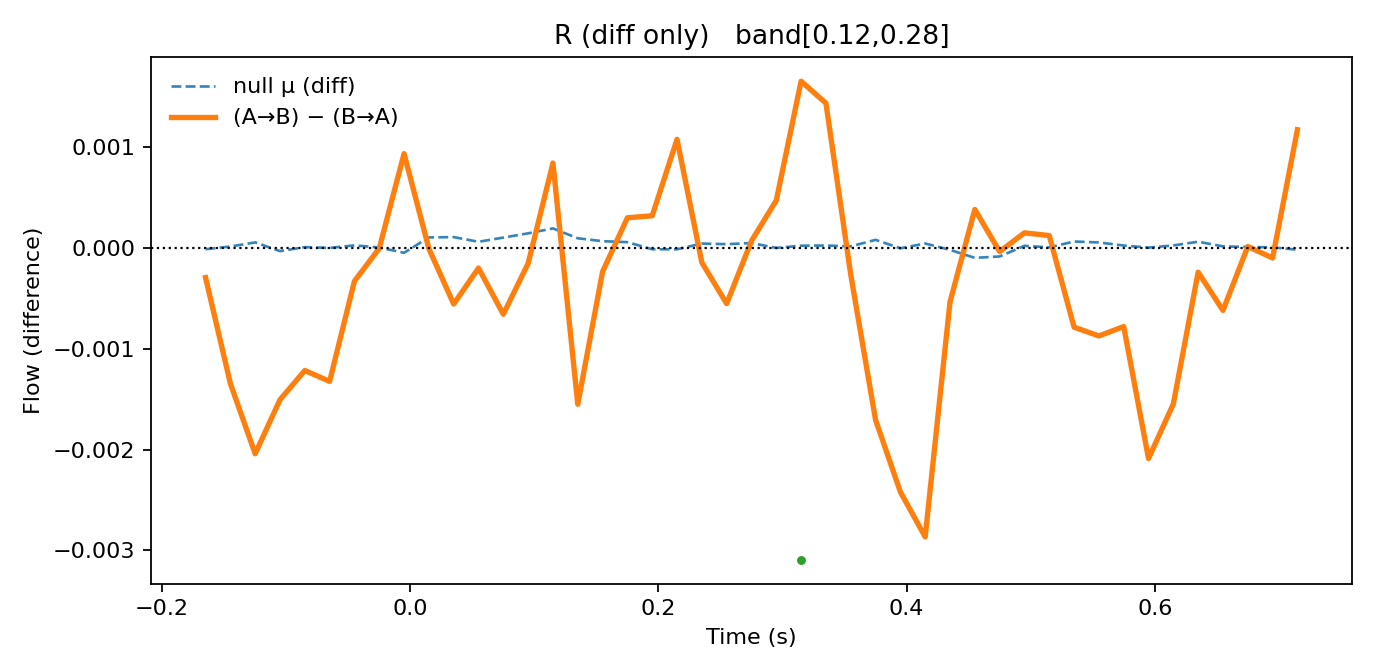 R (diff only)   band[0.12,0.28]
null μ (diff)
(A→B) − (B→A)
0.001
0.000
−0.001
−0.002
−0.003
Flow (difference)
−0.2
0.0
0.2
0.4
0.6
Time (s)